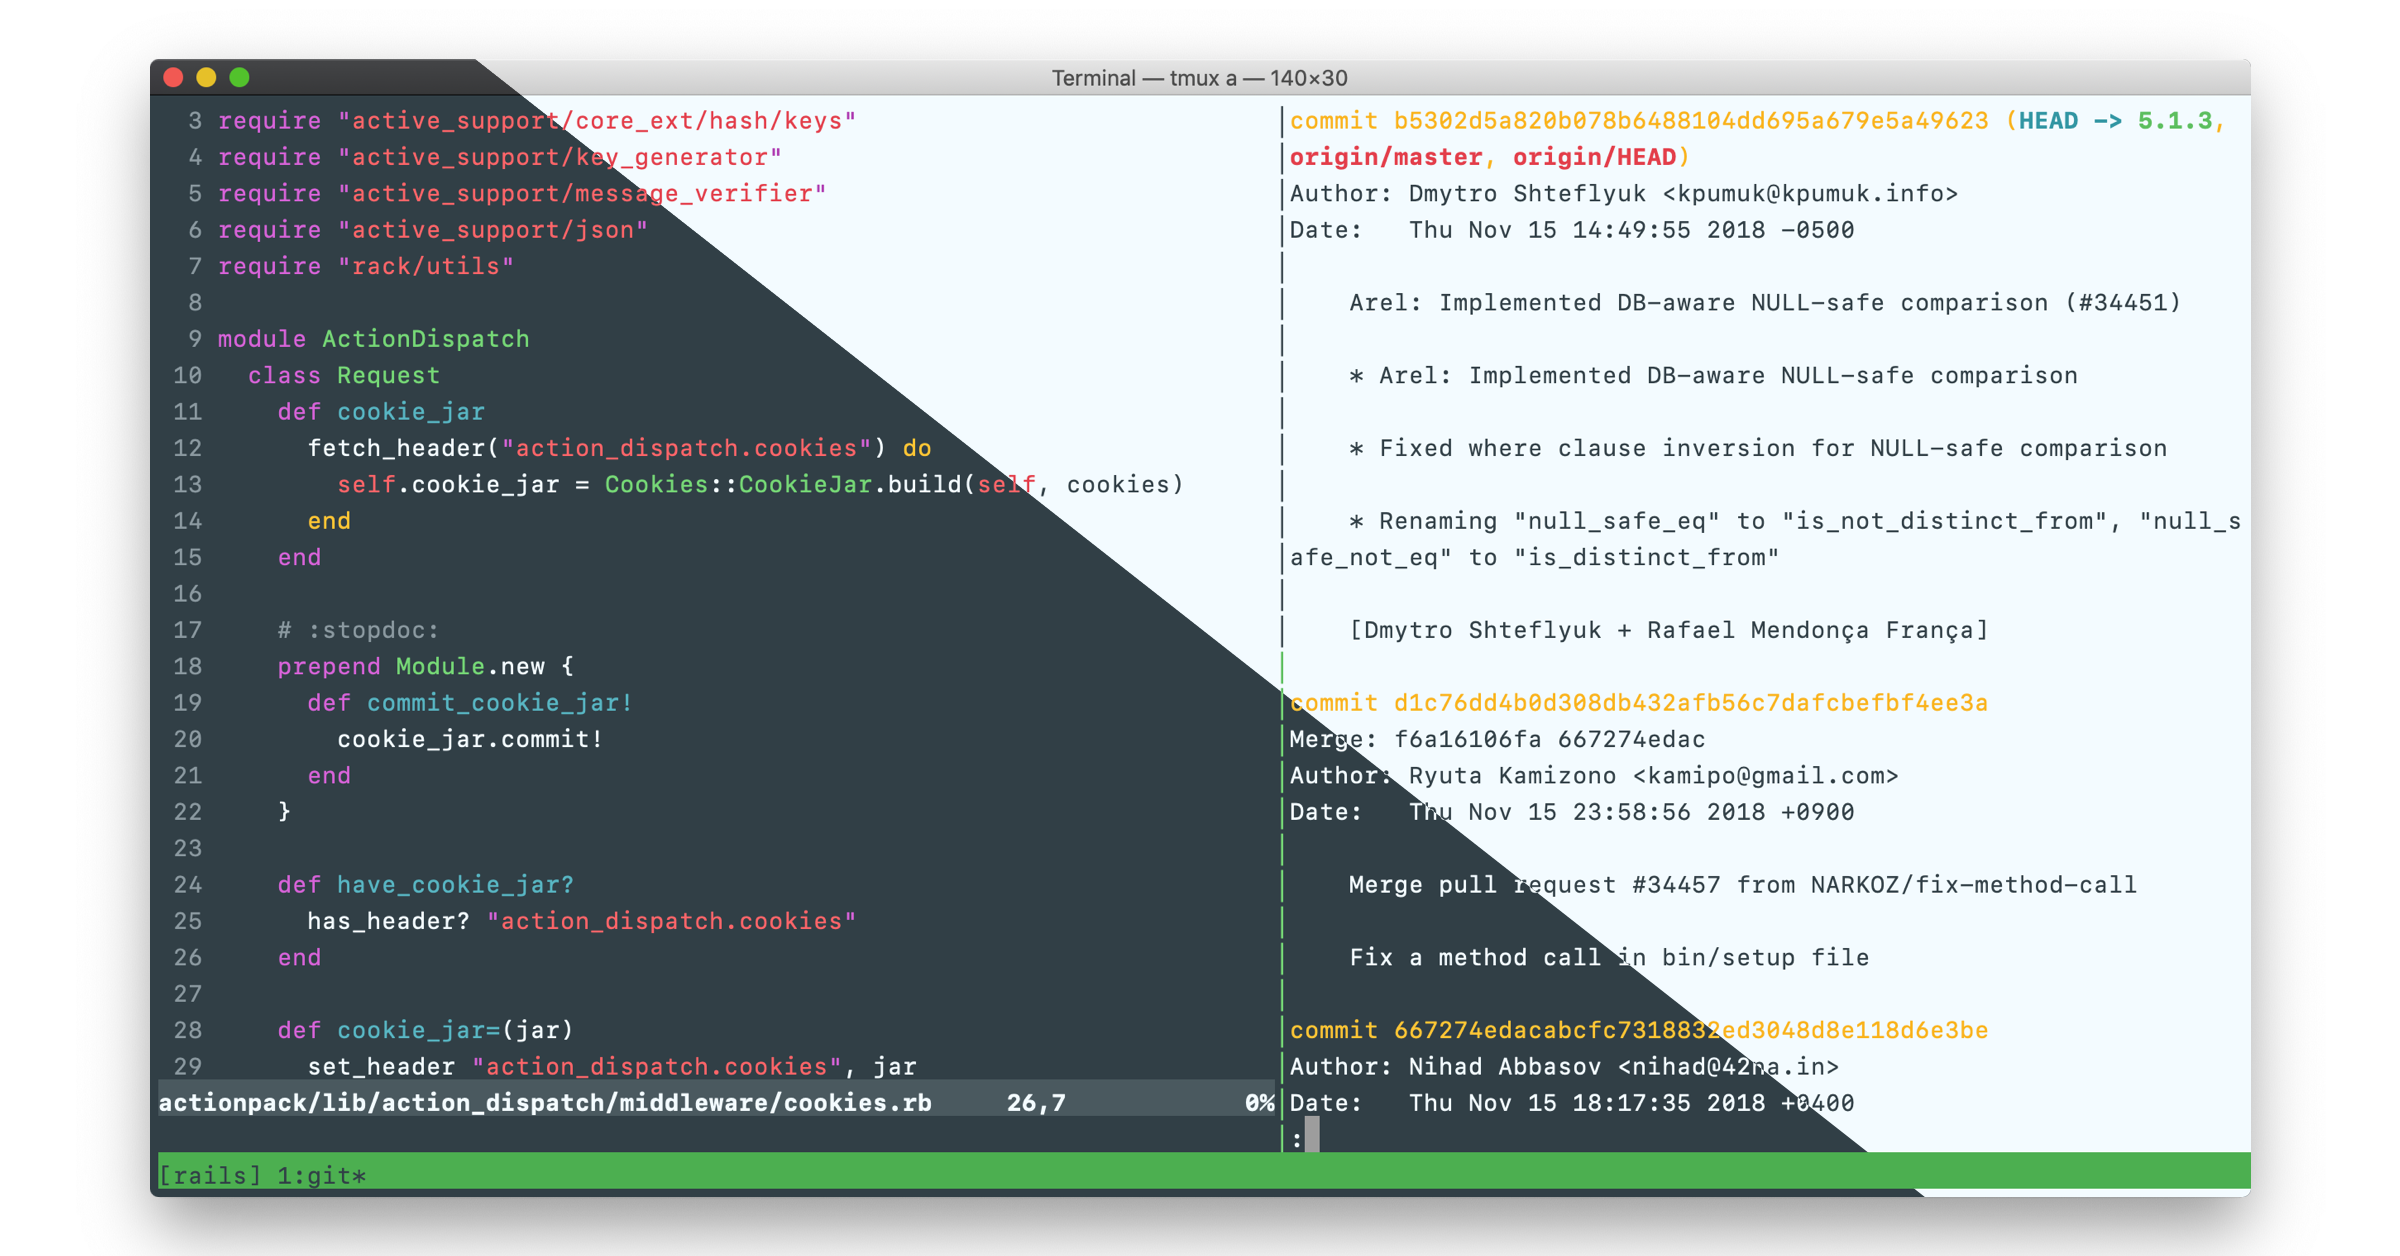 Terminal — tmux a — 140×30
3 require "active_support/core_ext/hash/keys"
4 require "active_support/key_generator"
5 require "active_support/message_verifier"
6 require "active_support/json"
7 require "rack/utils"
8
9 module ActionDispatch
10   class Request
11     def cookie_jar
12       fetch_header("action_dispatch.cookies") do
13         self.cookie_jar = Cookies::CookieJar.build(self, cookies)
14       end
15     end
16
17     # :stopdoc:
18     prepend Module.new {
19       def commit_cookie_jar!
20         cookie_jar.commit!
21       end
22     }
23
24     def have_cookie_jar?
25       has_header? "action_dispatch.cookies"
26     end
27
28     def cookie_jar=(jar)
29       set_header "action_dispatch.cookies", jar
actionpack/lib/action_dispatch/middleware/cookies.rb     26,7            0%
commit b5302d5a820b078b6488104dd695a679e5a49623 (HEAD -> 5.1.3,
origin/master, origin/HEAD)
Author: Dmytro Shteflyuk <kpumuk@kpumuk.info>
Date:   Thu Nov 15 14:49:55 2018 -0500
    Arel: Implemented DB-aware NULL-safe comparison (#34451)
    * Arel: Implemented DB-aware NULL-safe comparison
    * Fixed where clause inversion for NULL-safe comparison
    * Renaming "null_safe_eq" to "is_not_distinct_from", "null_s
afe_not_eq" to "is_distinct_from"
    [Dmytro Shteflyuk + Rafael Mendonça França]
commit d1c76dd4b0d308db432afb56c7dafcbefbf4ee3a
Merge: f6a16106fa 667274edac
Author: Ryuta Kamizono <kamipo@gmail.com>
Date:   Thu Nov 15 23:58:56 2018 +0900
    Merge pull request #34457 from NARKOZ/fix-method-call
    Fix a method call in bin/setup file
commit 667274edacabcfc7318832ed3048d8e118d6e3be
Author: Nihad Abbasov <nihad@42na.in>
Date:   Thu Nov 15 18:17:35 2018 +0400
:
[rails] 1:git*